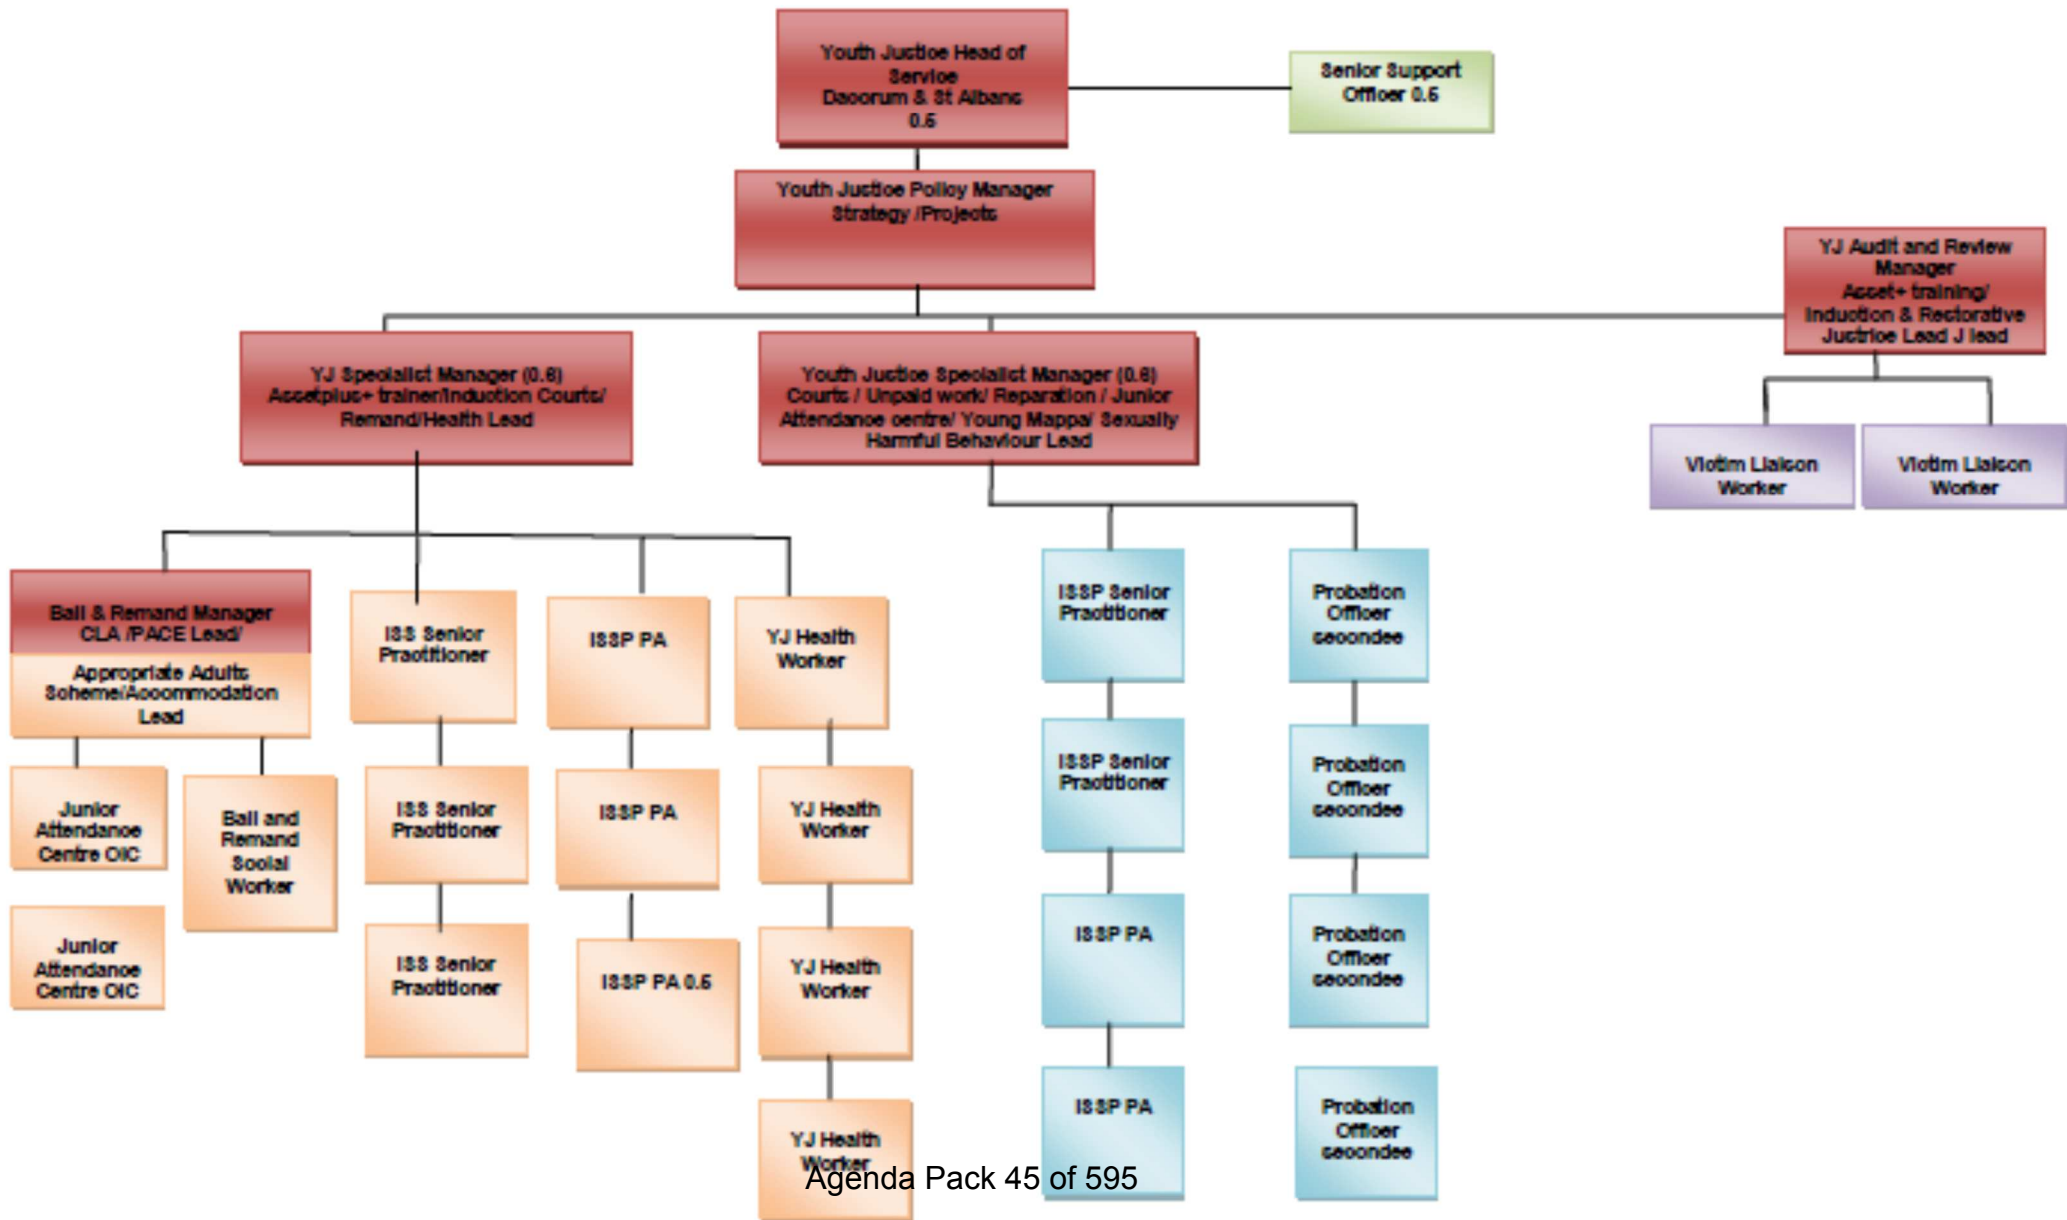 Youth Justice Head of
Service
Dacorum & St Albans
0.5
Senior Support
Officer 0.5
Youth Justice Policy Manager
Strategy /Projects
YJ Audit and Review
Manager
Asset+ training/
Induction & Restorative
Justrice Lead J lead
YJ Specialist Manager (0.6)
Assetplus+ trainer/Induction Courts/
Remand/Health Lead
Youth Justice Specialist Manager (0.6)
Courts / Unpaid work/ Reparation / Junior
Attendance centre/ Young Mappa/ Sexually
Harmful Behaviour Lead
Victim Liaison
Worker
Victim Liaison
Worker
Bail & Remand Manager
CLA /PACE Lead/
Appropriate Adults
Scheme/Accommodation
Lead
ISS Senior
Practitioner
ISSP PA
YJ Health
Worker
ISSP Senior
Practitioner
Probation
Officer
secondee
Junior
Attendance
Centre OIC
Bail and
Remand
Social
Worker
ISS Senior
Practitioner
ISSP PA
YJ Health
Worker
ISSP Senior
Practitioner
Probation
Officer
secondee
Junior
Attendance
Centre OIC
ISS Senior
Practitioner
ISSP PA 0.5
YJ Health
Worker
ISSP PA
Probation
Officer
secondee
YJ Health
Worker
ISSP PA
Probation
Officer
secondee
Agenda Pack 45 of 595